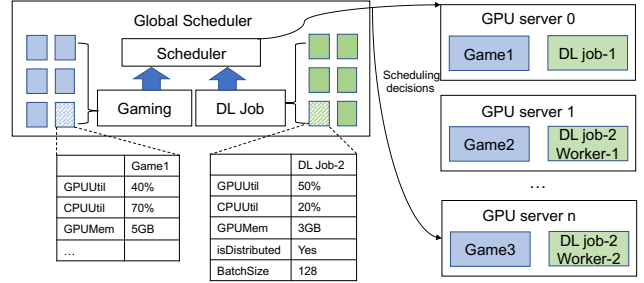 Global Scheduler
Scheduler
Gaming
DL Job
Scheduling
decisions
GPU server 0
Game1
DL job-1
GPU server 1
Game2
DL job-2
Worker-1
…
GPU server n
Game3
DL job-2
Worker-2
Game1
GPUUtil 40%
CPUUtil 70%
GPUMem 5GB
…
DL Job-2
GPUUtil 50%
CPUUtil 20%
GPUMem 3GB
isDistributed Yes
BatchSize 128